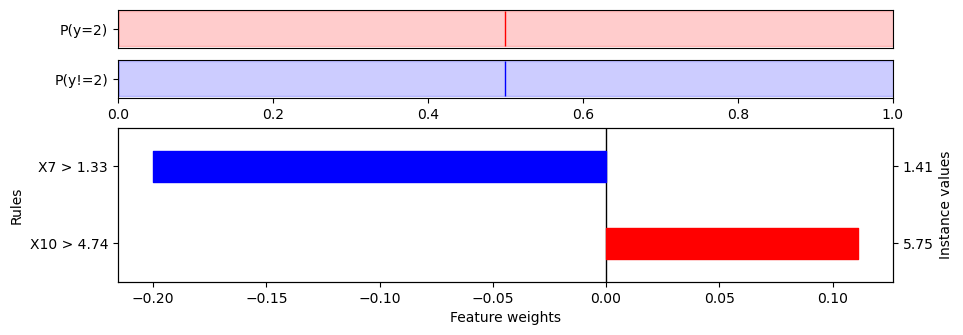 P(y=2)
P(y!=2)
0.0 0.2 0.4 0.6 0.8 1.0
Rules
X7 > 1.33
1.41
X10 > 4.74
5.75
Instance values
−0.20 −0.15 −0.10 −0.05 0.00 0.05 0.10
Feature weights